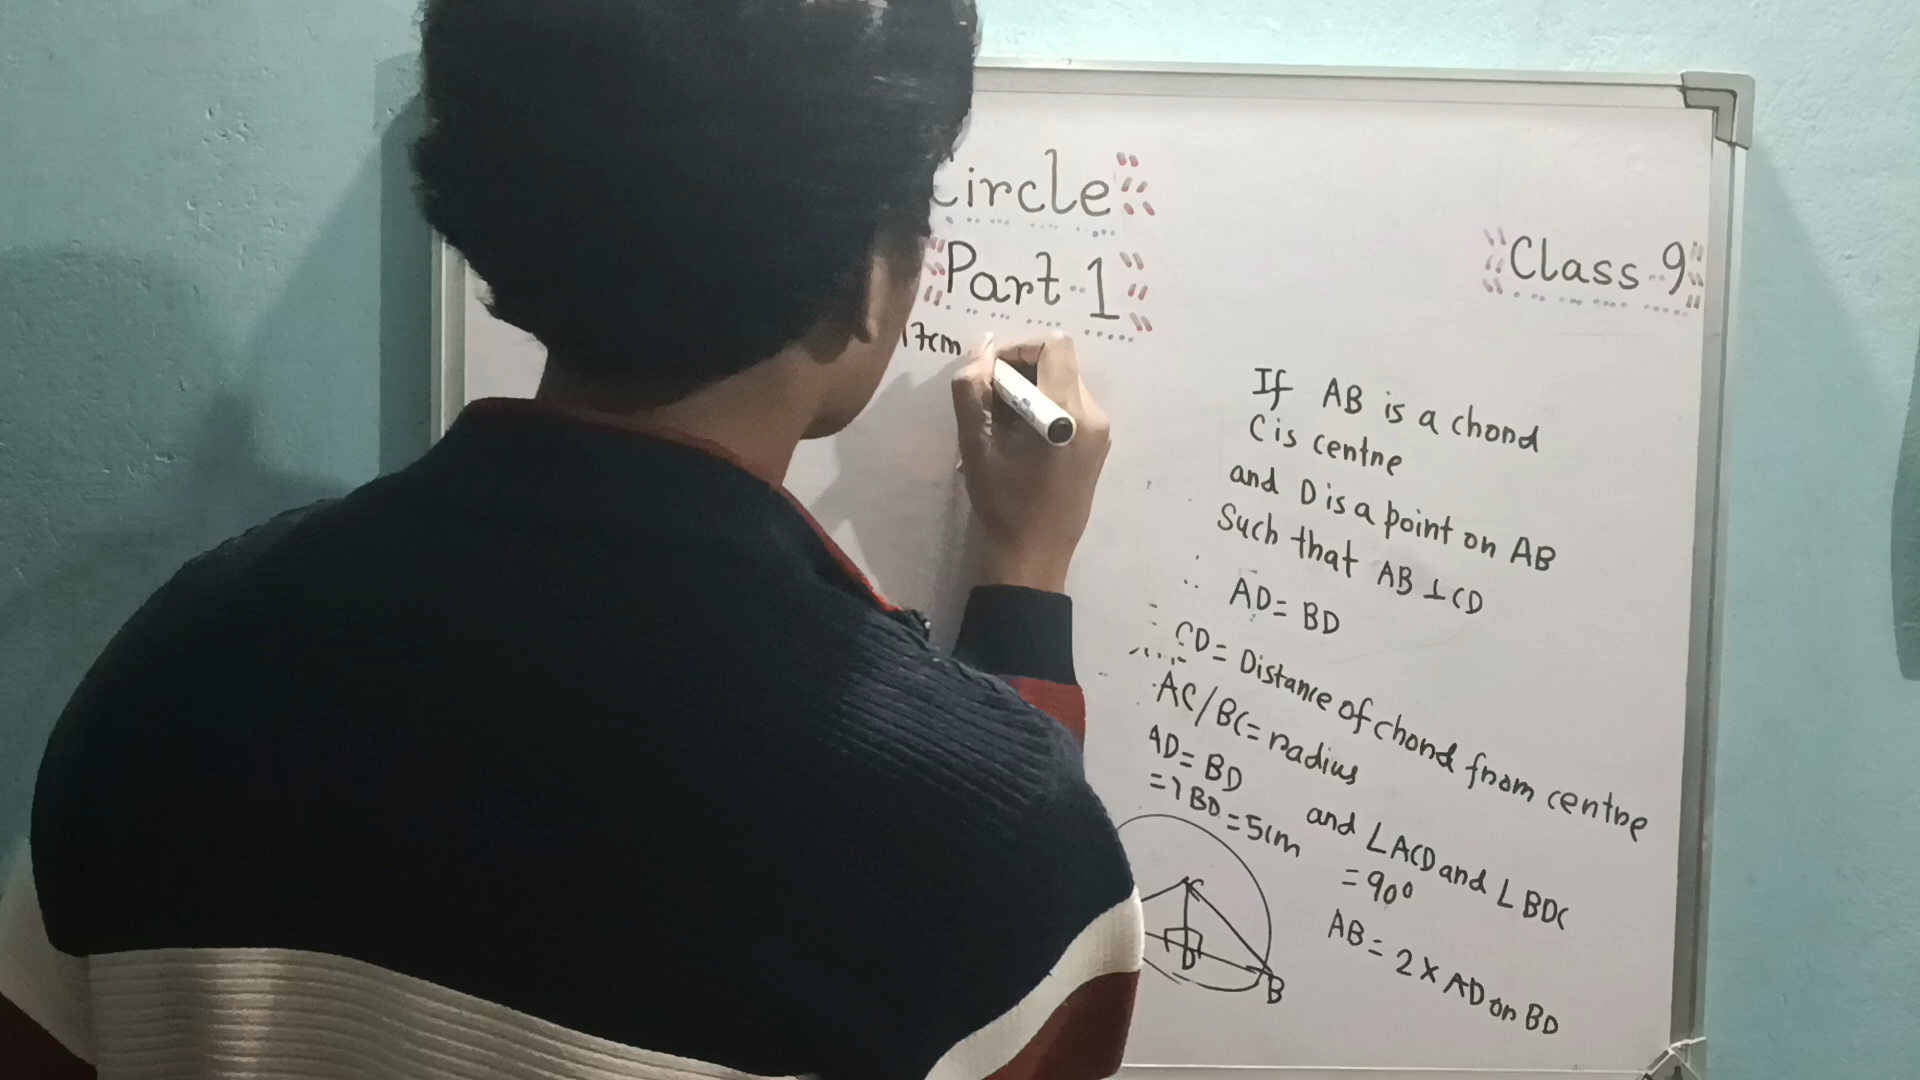 Circle
Part-1
Class-9
17cm
If AB is a chord
C is centre
and D is a point on AB
Such that AB ⊥ CD
∴ AD = BD
CD = Distance of chord from centre
AC/BC = radius
AD = BD
=> BD = 5cm
and ∠ACD and ∠BDC
= 90°
AB = 2 × AD or BD
C
D
B